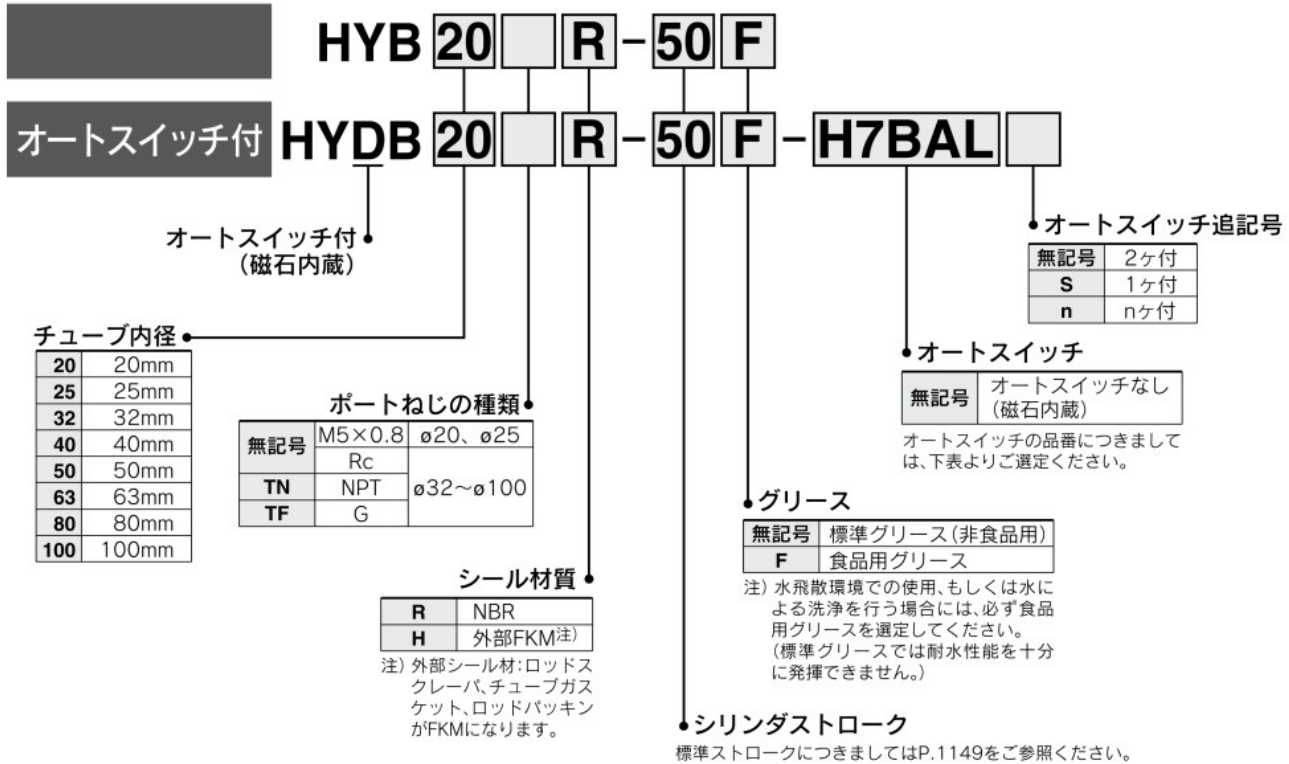 HYB 20 R - 50 F
オートスイッチ付 HYDB 20 R - 50 F - H7BAL
オートスイッチ付
(磁石内蔵)
オートスイッチ追記号
無記号 2ヶ付
S 1ヶ付
n nヶ付
チューブ内径
20 20mm
25 25mm
32 32mm
40 40mm
50 50mm
63 63mm
80 80mm
100 100mm
ポートねじの種類
無記号 M5×0.8 ø20、ø25
Rc
TN NPT ø32〜ø100
TF G
オートスイッチ
無記号 オートスイッチなし
(磁石内蔵)
オートスイッチの品番につきまして
は、下表よりご選定ください。
グリース
無記号 標準グリース(非食品用)
F 食品用グリース
注) 水飛散環境での使用、もしくは水に
よる洗浄を行う場合には、必ず食品
用グリースを選定してください。
(標準グリースでは耐水性能を十分
に発揮できません。)
シール材質
R NBR
H 外部FKM注)
注) 外部シール材:ロッドス
クレーパ、チューブガス
ケット、ロッドパッキン
がFKMになります。
シリンダストローク
標準ストロークにつきましてはP.1149をご参照ください。